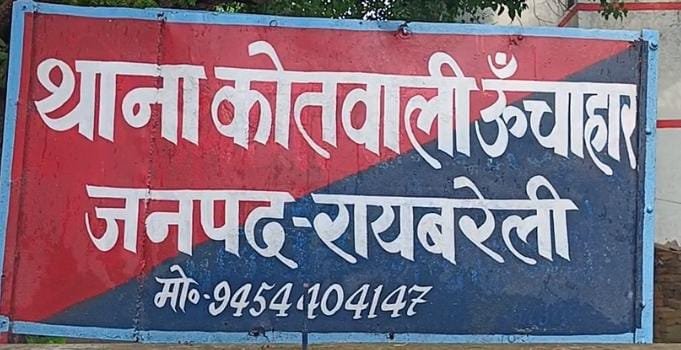 थाना कोतवाली ऊँचाहार
जनपद-रायबरेली
मो०-9454404147